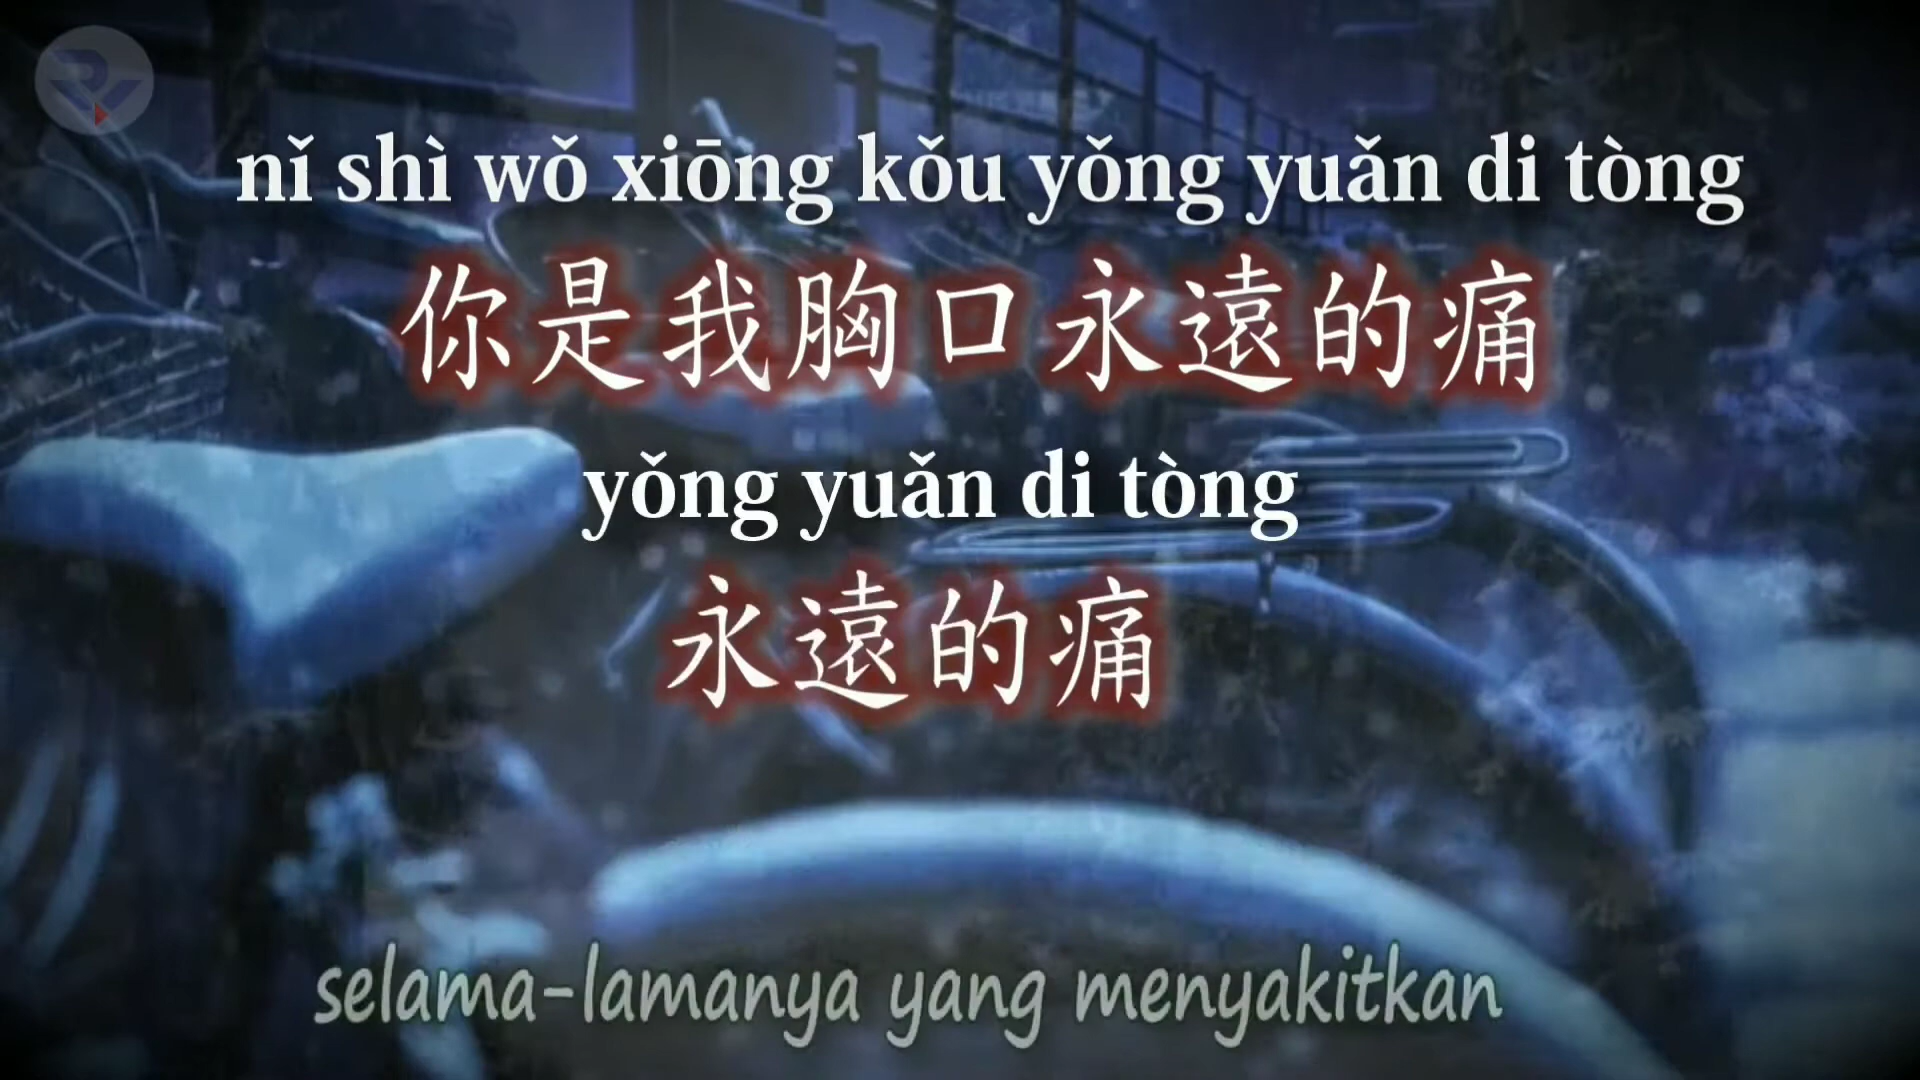 nǐ shì wǒ xiōng kǒu yǒng yuǎn di tòng
你是我胸口永遠的痛
yǒng yuǎn di tòng
永遠的痛
selama-lamanya yang menyakitkan